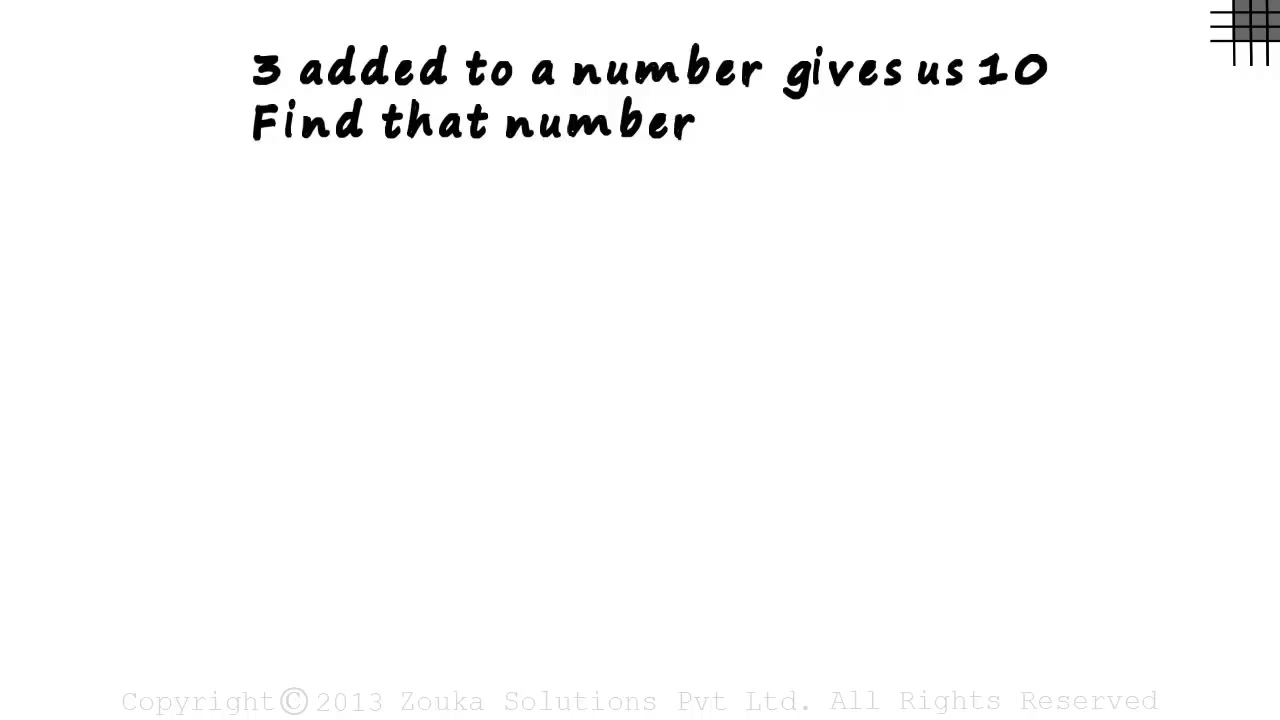 3 added to a number gives us 10
Find that number
Copyright©2013 Zouka Solutions Pvt Ltd. All Rights Reserved